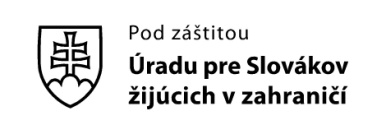 Pod záštitou
Úradu pre Slovákov
žijúcich v zahraničí